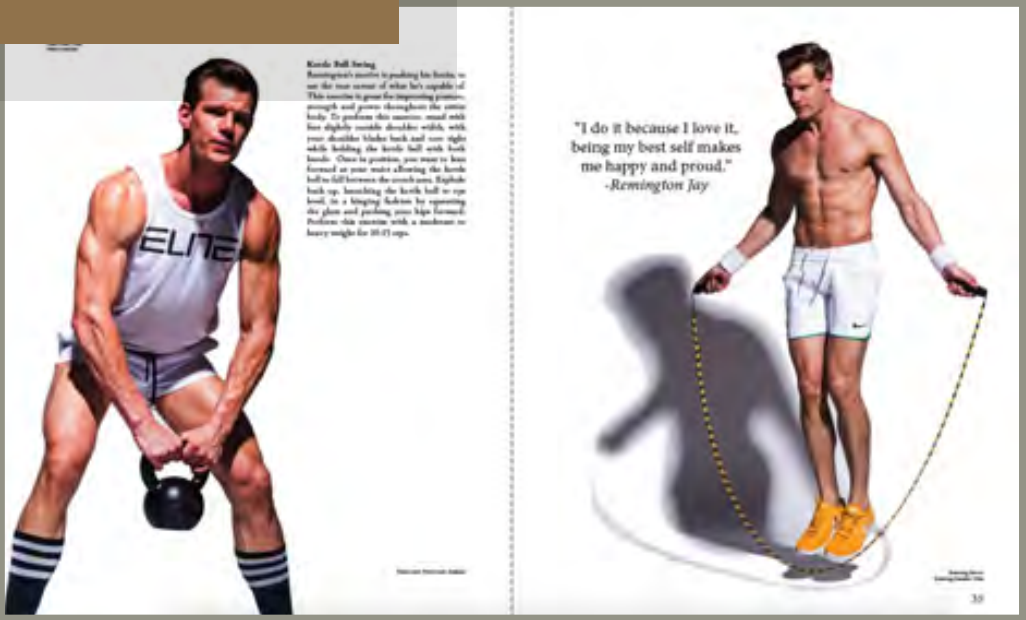 Kettle Bell Swing
Remington's motive is pushing his limits, to
see the true extent of what he's capable of.
This exercise is great for improving posture,
strength and power throughout the entire
body. To perform this exercise, stand with
feet slightly outside shoulder width, with
your shoulder blades back and core tight
while holding the kettle bell with both
hands. Once in position, you want to lean
forward at your waist allowing the kettle
bell to fall between the crotch area. Explode
back up, launching the kettle bell to eye
level, in a hinging fashion by squeezing
the glute and pushing your hips forward.
Perform this exercise with a moderate to
heavy weight for 10-15 reps.
ELITE
"I do it because I love it,
being my best self makes
me happy and proud."
-Remington Jay